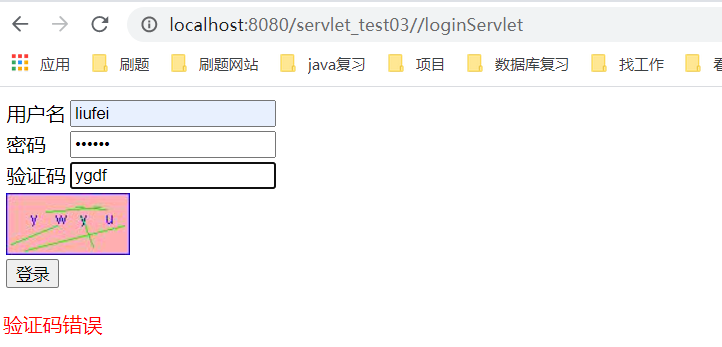 localhost:8080/servlet_test03//loginServlet
应用 刷题 刷题网站 java复习 项目 数据库复习 找工作 看
用户名 liufei
密码 ••••••
验证码 ygdf
y w y u
登录
验证码错误